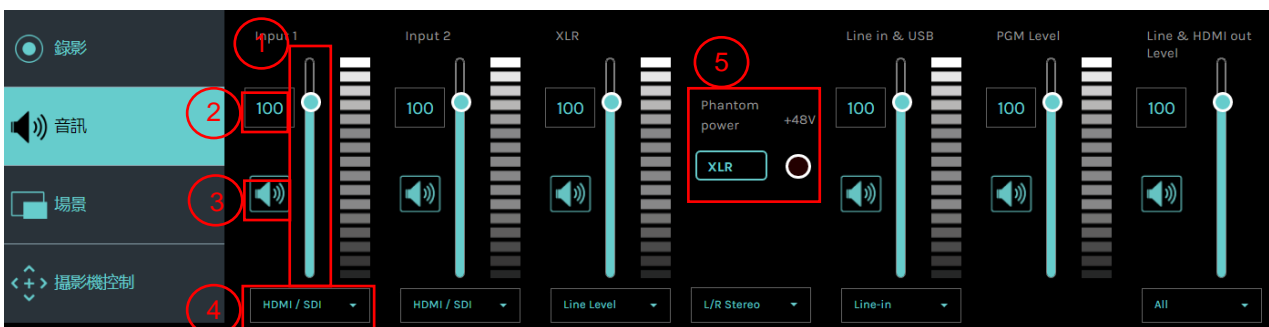 錄影
音訊
場景
攝影機控制
Input 1
Input 2
XLR
Line in & USB
PGM Level
Line & HDMI out
Level
1
2
3
4
5
100
100
100
Phantom
power
+48V
XLR
100
100
HDMI / SDI
HDMI / SDI
Line Level
L/R Stereo
Line-in
All